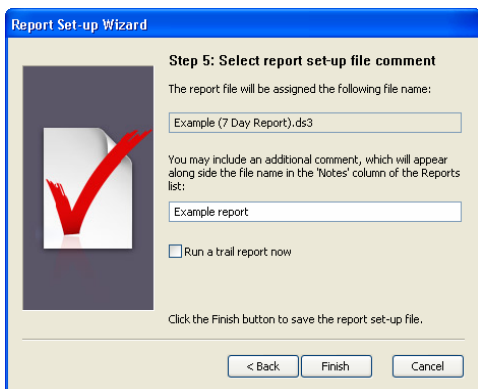 Report Set-up Wizard
Step 5: Select report set-up file comment
The report file will be assigned the following file name:
Example (7 Day Report).ds3
You may include an additional comment, which will appear
along side the file name in the 'Notes' column of the Reports
list:
Example report
Run a trail report now
Click the Finish button to save the report set-up file.
< Back
Finish
Cancel